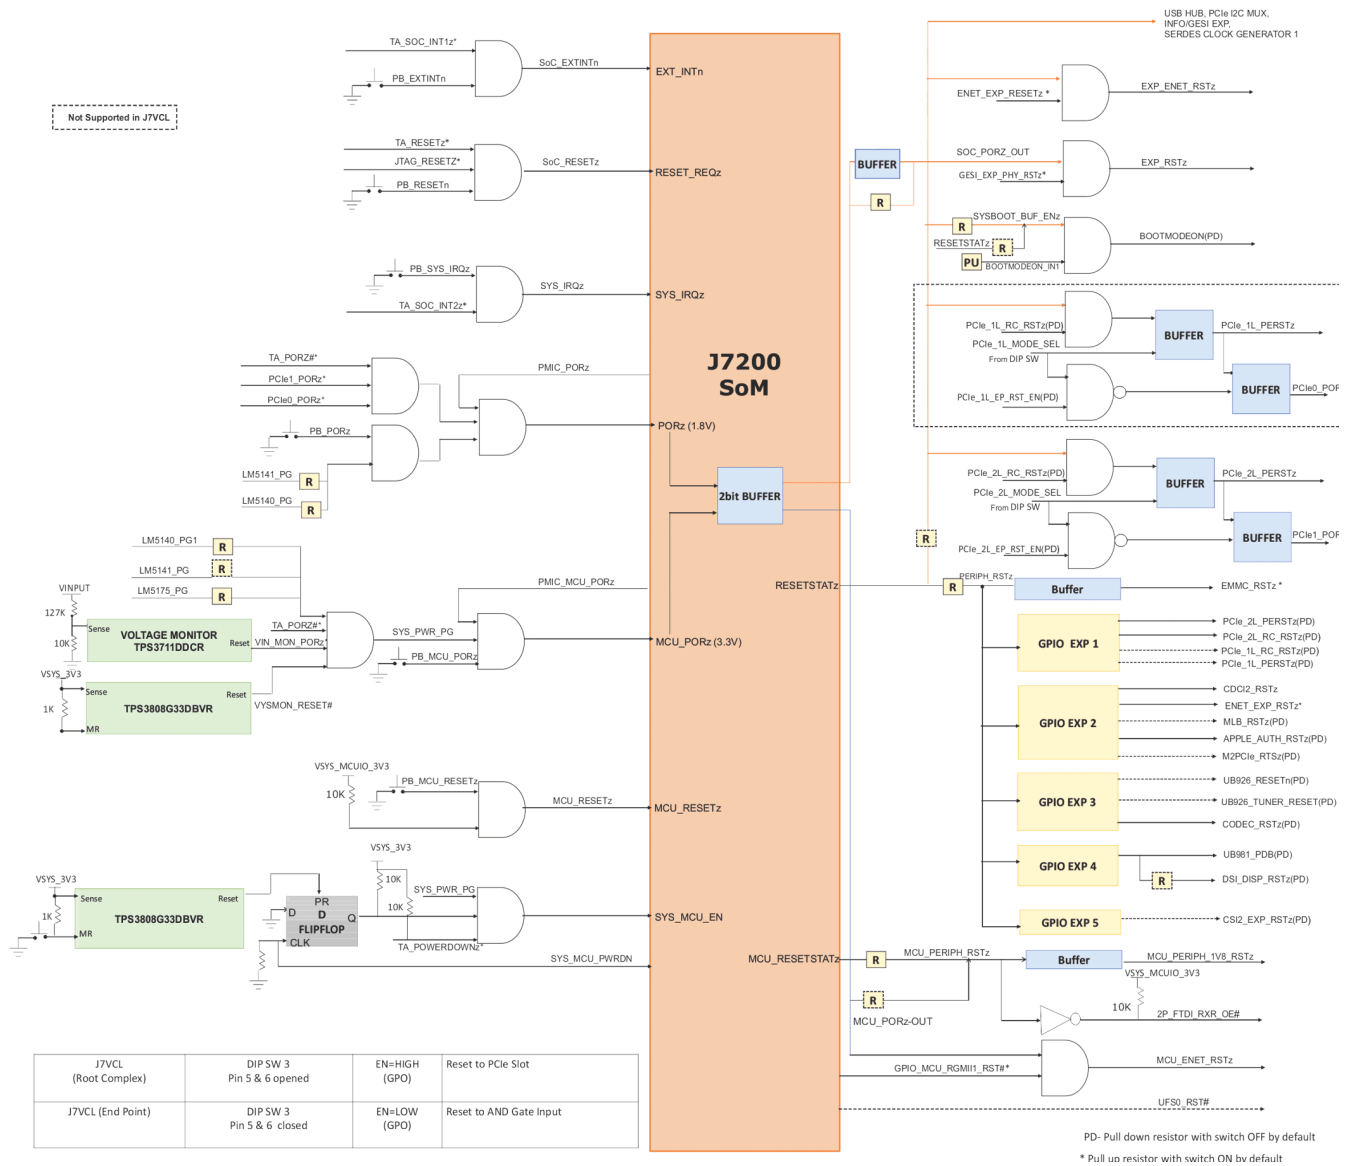 USB HUB, PCIe I2C MUX,
INFO/GESI EXP,
SERDES CLOCK GENERATOR 1
Not Supported in J7VCL
TA_SOC_INT1z*
PB_EXTINTn
SoC_EXTINTn
EXT_INTn
TA_RESETz*
JTAG_RESETZ*
PB_RESETn
SoC_RESETz
RESET_REQz
PB_SYS_IRQz
TA_SOC_INT2z*
SYS_IRQz
SYS_IRQz
TA_PORZ#*
PCIe1_PORz*
PCIe0_PORz*
PB_PORz
LM5141_PG
R
LM5140_PG
R
PMIC_PORz
PORz (1.8V)
J7200
SoM
2bit BUFFER
LM5140_PG1
R
LM5141_PG
R
LM5175_PG
R
VINPUT
127K
10K
Sense
VOLTAGE MONITOR
TPS3711DDCR
Reset
TA_PORZ#*
VIN_MON_PORz*
VSYS_3V3
1K
Sense
Reset
TPS3808G33DBVR
MR
VYSMON_RESET#
SYS_PWR_PG
PMIC_MCU_PORz
PB_MCU_PORz
MCU_PORz (3.3V)
VSYS_MCUIO_3V3
10K
PB_MCU_RESETz
MCU_RESETz
MCU_RESETz
VSYS_3V3
1K
Sense
Reset
TPS3808G33DBVR
MR
PR
D
D
Q
FLIPFLOP
CLK
VSYS_3V3
10K
10K
SYS_PWR_PG
TA_POWERDOWNz*
SYS_MCU_EN
SYS_MCU_PWRDN
BUFFER
R
ENET_EXP_RESETz *
EXP_ENET_RSTz
SOC_PORZ_OUT
GESI_EXP_PHY_RSTz*
EXP_RSTz
R
SYSBOOT_BUF_ENz
RESETSTATz
R
PU
BOOTMODEON_IN1
BOOTMODEON(PD)
PCIe_1L_RC_RSTz(PD)
PCIe_1L_MODE_SEL
From DIP SW
PCIe_1L_EP_RST_EN(PD)
BUFFER
PCIe_1L_PERSTz
BUFFER
PCIe0_POR
PCIe_2L_RC_RSTz(PD)
PCIe_2L_MODE_SEL
From DIP SW
PCIe_2L_EP_RST_EN(PD)
BUFFER
PCIe_2L_PERSTz
BUFFER
PCIe1_POR
R
RESETSTATz
R
PERIPH_RSTz
Buffer
EMMC_RSTz *
GPIO EXP 1
PCIe_2L_PERSTz(PD)
PCIe_2L_RC_RSTz(PD)
PCIe_1L_RC_RSTz(PD)
PCIe_1L_PERSTz(PD)
GPIO EXP 2
CDCI2_RSTz
ENET_EXP_RSTz*
MLB_RSTz(PD)
APPLE_AUTH_RSTz(PD)
M2PCIe_RTSz(PD)
GPIO EXP 3
UB926_RESETn(PD)
UB926_TUNER_RESET(PD)
CODEC_RSTz(PD)
GPIO EXP 4
UB981_PDB(PD)
R
DSI_DISP_RSTz(PD)
GPIO EXP 5
CSI2_EXP_RSTz(PD)
MCU_RESETSTATz
R
MCU_PERIPH_RSTz
Buffer
MCU_PERIPH_1V8_RSTz
R
MCU_PORz-OUT
VSYS_MCUIO_3V3
10K
2P_FTDI_RXR_OE#
GPIO_MCU_RGMII1_RST#*
MCU_ENET_RSTz
UFS0_RST#
J7VCL
(Root Complex)
DIP SW 3
Pin 5 & 6 opened
EN=HIGH
(GPO)
Reset to PCIe Slot
J7VCL (End Point)
DIP SW 3
Pin 5 & 6 closed
EN=LOW
(GPO)
Reset to AND Gate Input
PD- Pull down resistor with switch OFF by default
* Pull up resistor with switch ON by default